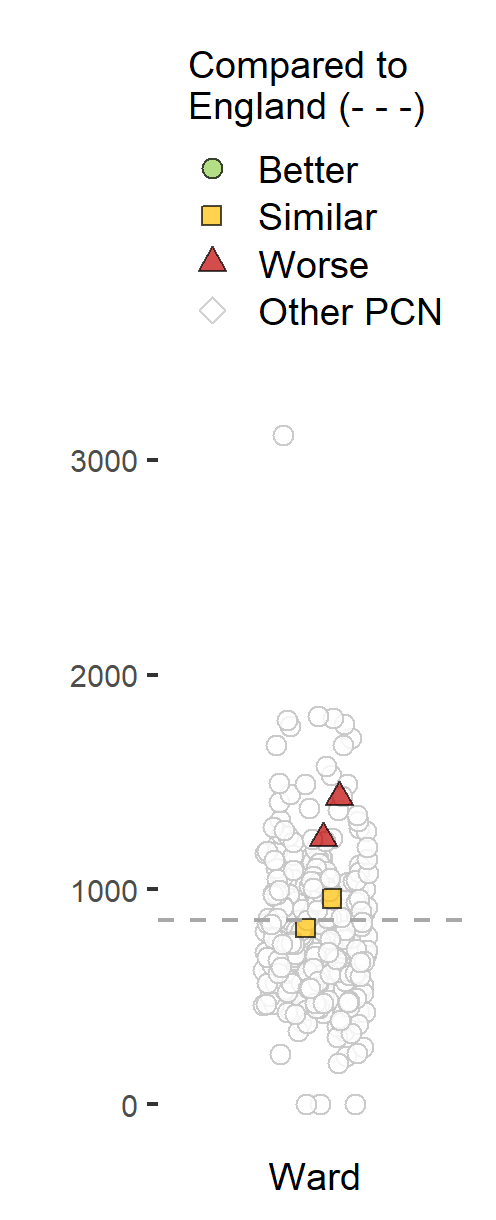 Compared to
England (- - -)
Better
Similar
Worse
Other PCN
3000
2000
1000
0
Ward